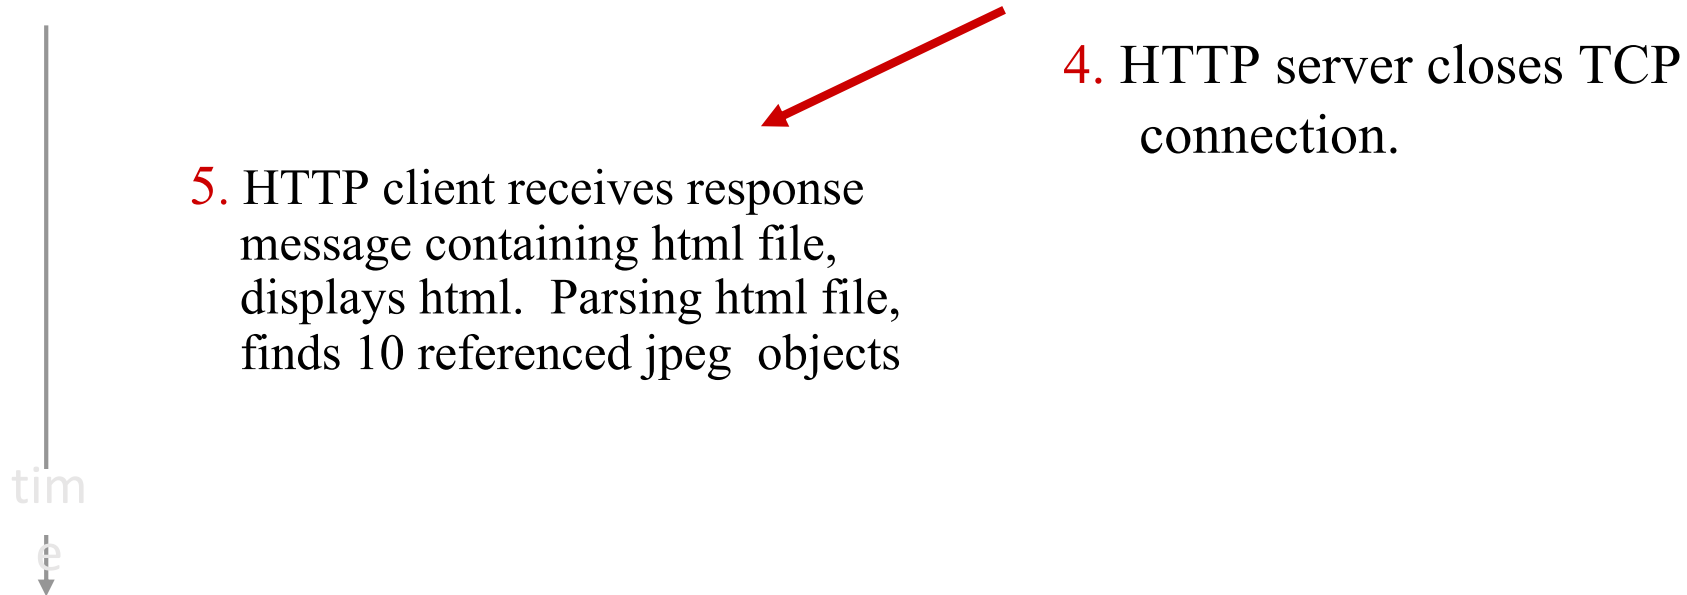 4. HTTP server closes TCP
connection.
5. HTTP client receives response
message containing html file,
displays html.  Parsing html file,
finds 10 referenced jpeg  objects
tim
e